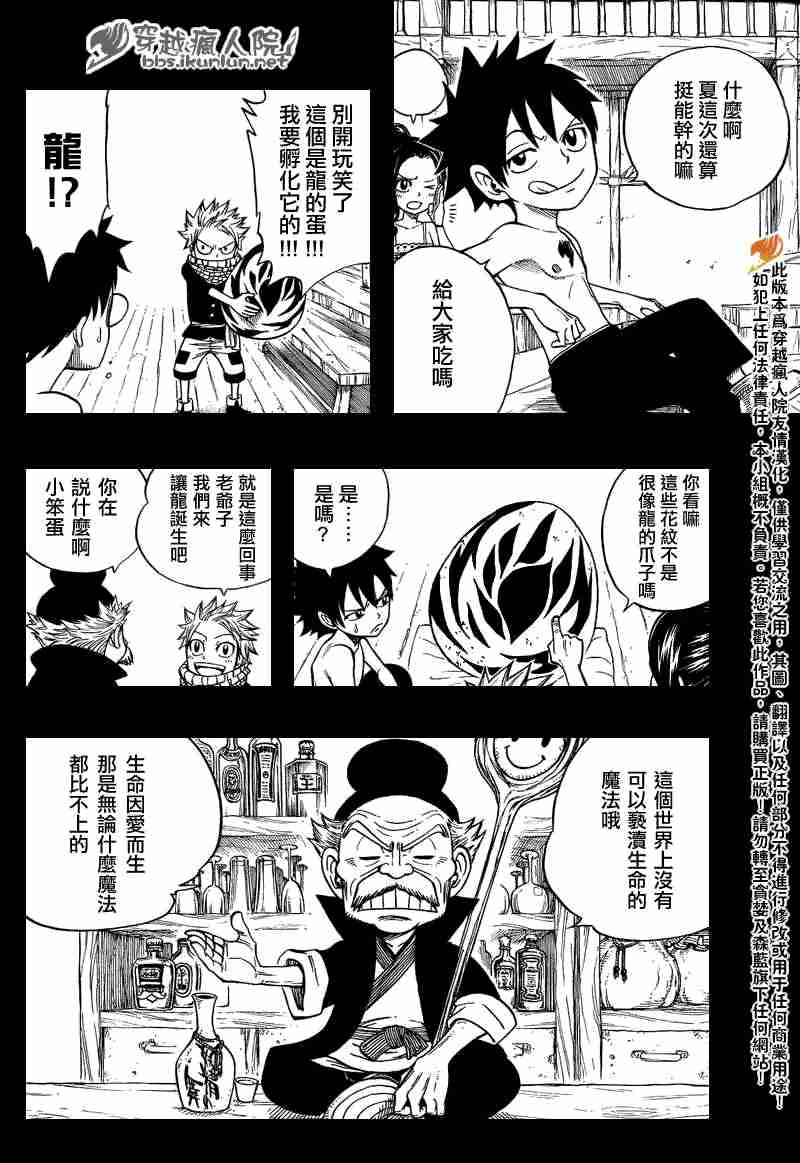 穿越瘋人院
bbs.ikunlun.net
什麼啊
夏這次還算
挺能幹的嘛
給大家吃嗎
別開玩笑了
這個是龍的蛋!!!
我要孵化它的!!!
龍!?
你看嘛
這些花紋不是
很像龍的爪子嗎
是……
是嗎?
就是這麼回事
老爺子
我們來
讓龍誕生吧
你在
説什麼啊
小笨蛋
這個世界上沒有
可以褻瀆生命的
魔法哦
生命因愛而生
那是無論什麼魔法
都比不上的
此版本爲穿越瘋人院友情漢化，僅供學習交流之用，其圖、翻譯以及任何部分不得進行修改或用于任何商業用途！
如犯上任何法律責任，本小組概不負責。若您喜歡此作品，請購買正版！請勿轉至貪婪及森藍旗下任何網站！